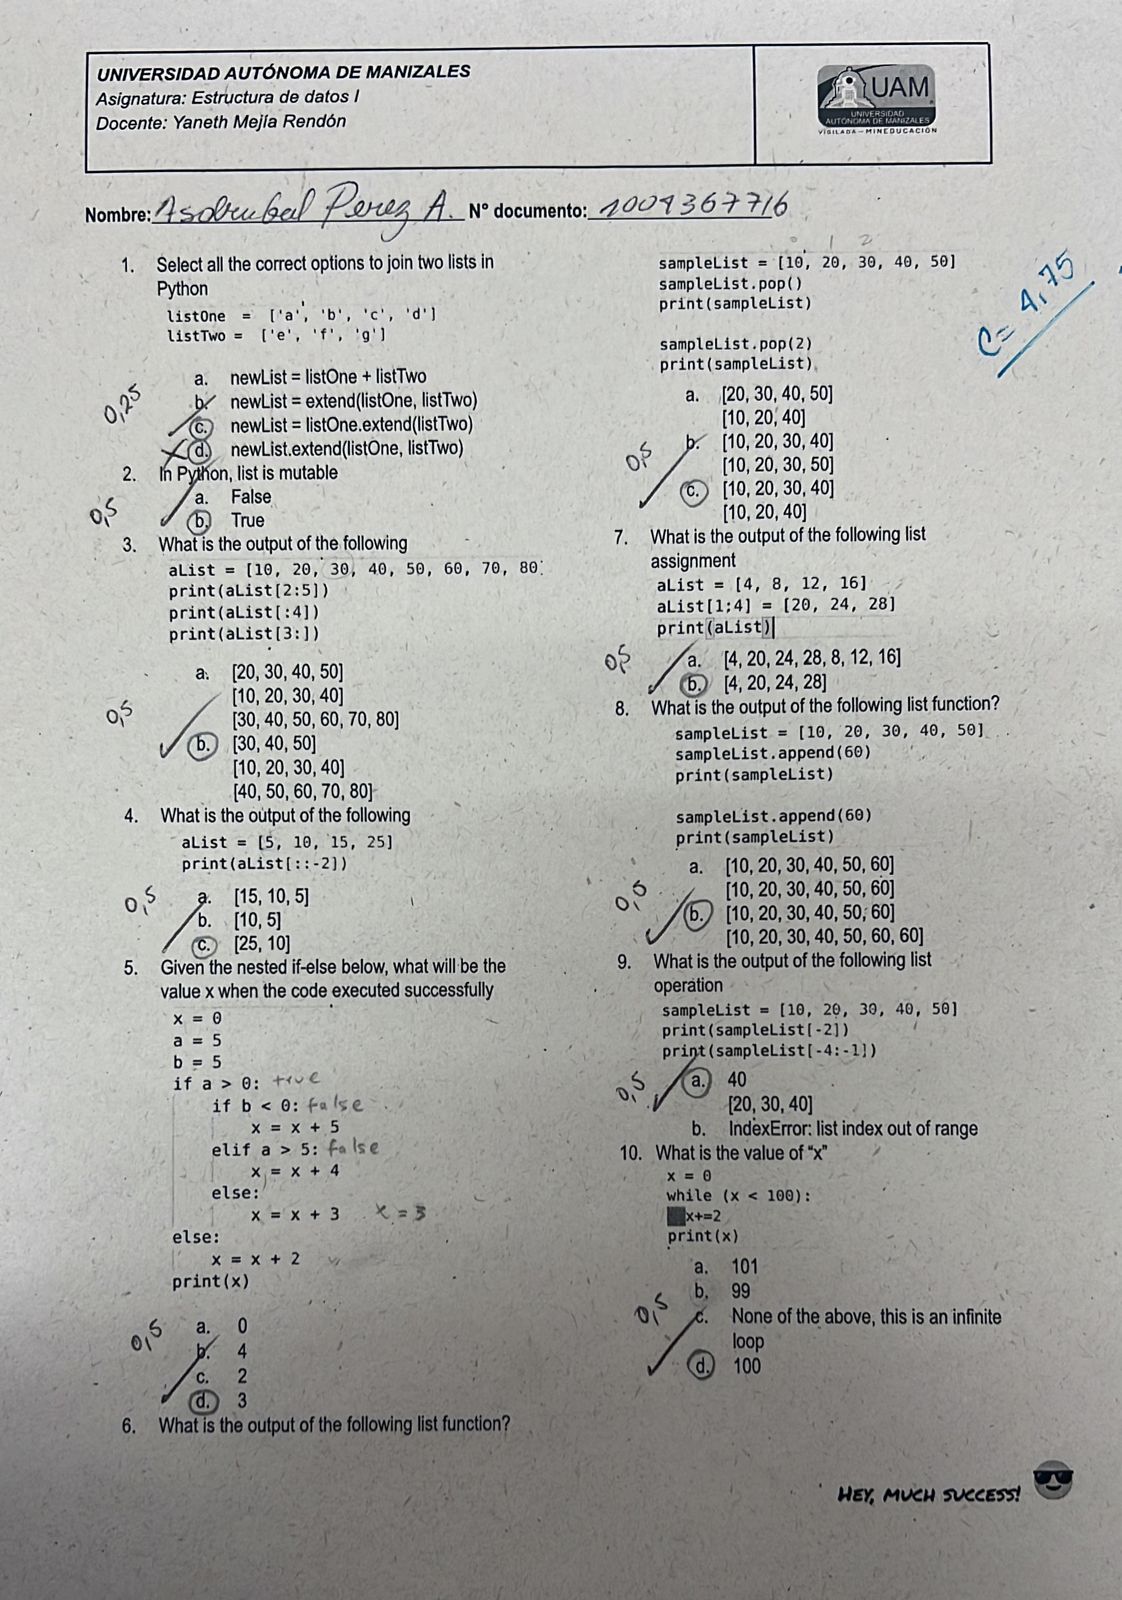 UNIVERSIDAD AUTÓNOMA DE MANIZALES
Asignatura: Estructura de datos I
Docente: Yaneth Mejía Rendón
UAM
UNIVERSIDAD
AUTÓNOMA DE MANIZALES
VIGILADA - MINEDUCACIÓN
Nombre: Asdrubal Perez A. N° documento: 1004367716
C= 4,75
1. Select all the correct options to join two lists in
Python
listOne = ['a', 'b', 'c', 'd']
listTwo = ['e', 'f', 'g']
0,25
a. newList = listOne + listTwo
b. newList = extend(listOne, listTwo)
c. newList = listOne.extend(listTwo)
d. newList.extend(listOne, listTwo)
2. In Python, list is mutable
0,5
a. False
b. True
3. What is the output of the following
aList = [10, 20, 30, 40, 50, 60, 70, 80]
print(aList[2:5])
print(aList[:4])
print(aList[3:])
0,5
a. [20, 30, 40, 50]
[10, 20, 30, 40]
[30, 40, 50, 60, 70, 80]
b. [30, 40, 50]
[10, 20, 30, 40]
[40, 50, 60, 70, 80]
4. What is the output of the following
aList = [5, 10, 15, 25]
print(aList[::-2])
0,5
a. [15, 10, 5]
b. [10, 5]
c. [25, 10]
5. Given the nested if-else below, what will be the
value x when the code executed successfully
x = 0
a = 5
b = 5
if a > 0: true
if b < 0: false
x = x + 5
elif a > 5: false
x = x + 4
else:
x = x + 3 x = 3
else:
x = x + 2
print(x)
0,5
a. 0
b. 4
c. 2
d. 3
6. What is the output of the following list function?
0 1 2
sampleList = [10, 20, 30, 40, 50]
sampleList.pop()
print(sampleList)
sampleList.pop(2)
print(sampleList)
0,5
a. [20, 30, 40, 50]
[10, 20, 40]
b. [10, 20, 30, 40]
[10, 20, 30, 50]
c. [10, 20, 30, 40]
[10, 20, 40]
7. What is the output of the following list
assignment
aList = [4, 8, 12, 16]
aList[1:4] = [20, 24, 28]
print(aList)
0,5
a. [4, 20, 24, 28, 8, 12, 16]
b. [4, 20, 24, 28]
8. What is the output of the following list function?
sampleList = [10, 20, 30, 40, 50]
sampleList.append(60)
print(sampleList)
sampleList.append(60)
print(sampleList)
0,5
a. [10, 20, 30, 40, 50, 60]
[10, 20, 30, 40, 50, 60]
b. [10, 20, 30, 40, 50, 60]
[10, 20, 30, 40, 50, 60, 60]
9. What is the output of the following list
operation
sampleList = [10, 20, 30, 40, 50]
print(sampleList[-2])
print(sampleList[-4:-1])
0,5
a. 40
[20, 30, 40]
b. IndexError: list index out of range
10. What is the value of “x”
x = 0
while (x < 100):
x+=2
print(x)
0,5
a. 101
b. 99
c. None of the above, this is an infinite
loop
d. 100
HEY, MUCH SUCCESS!